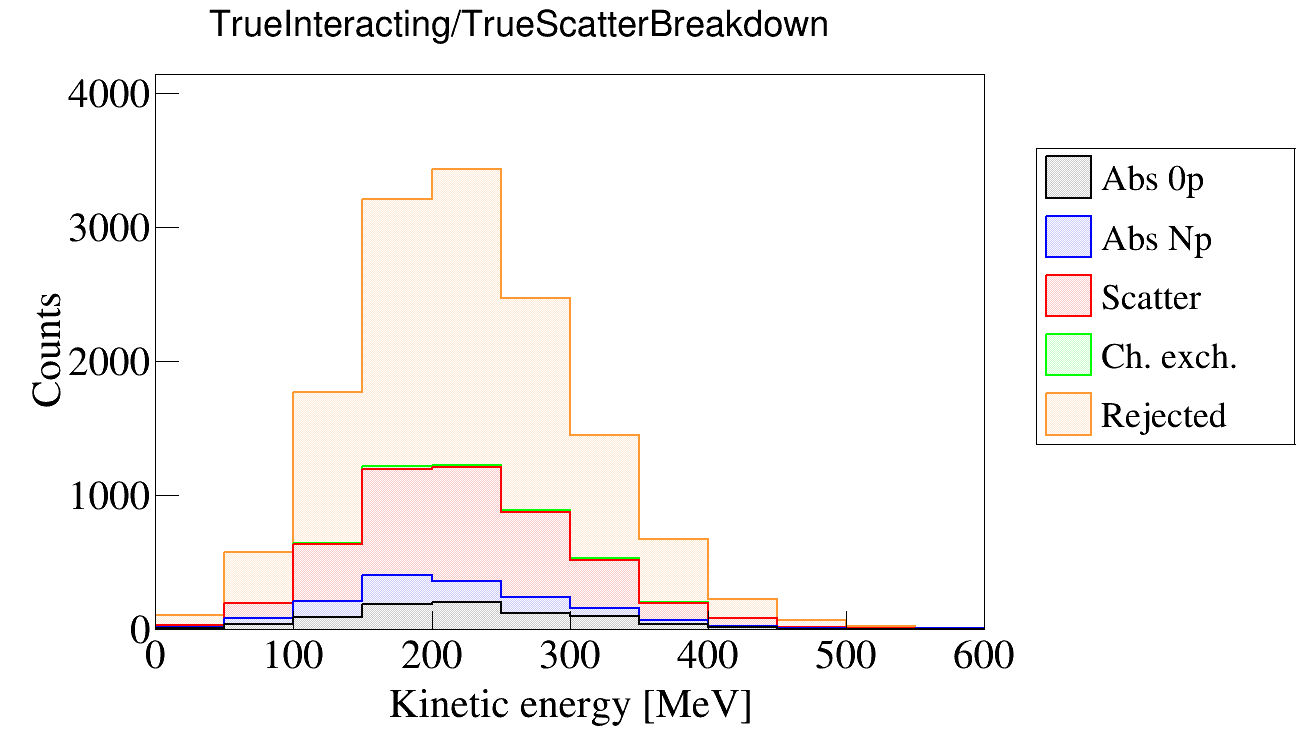 TrueInteracting/TrueScatterBreakdown
4000
3000
2000
1000
0
Counts
0 100 200 300 400 500 600
Kinetic energy [MeV]
Abs 0p
Abs Np
Scatter
Ch. exch.
Rejected